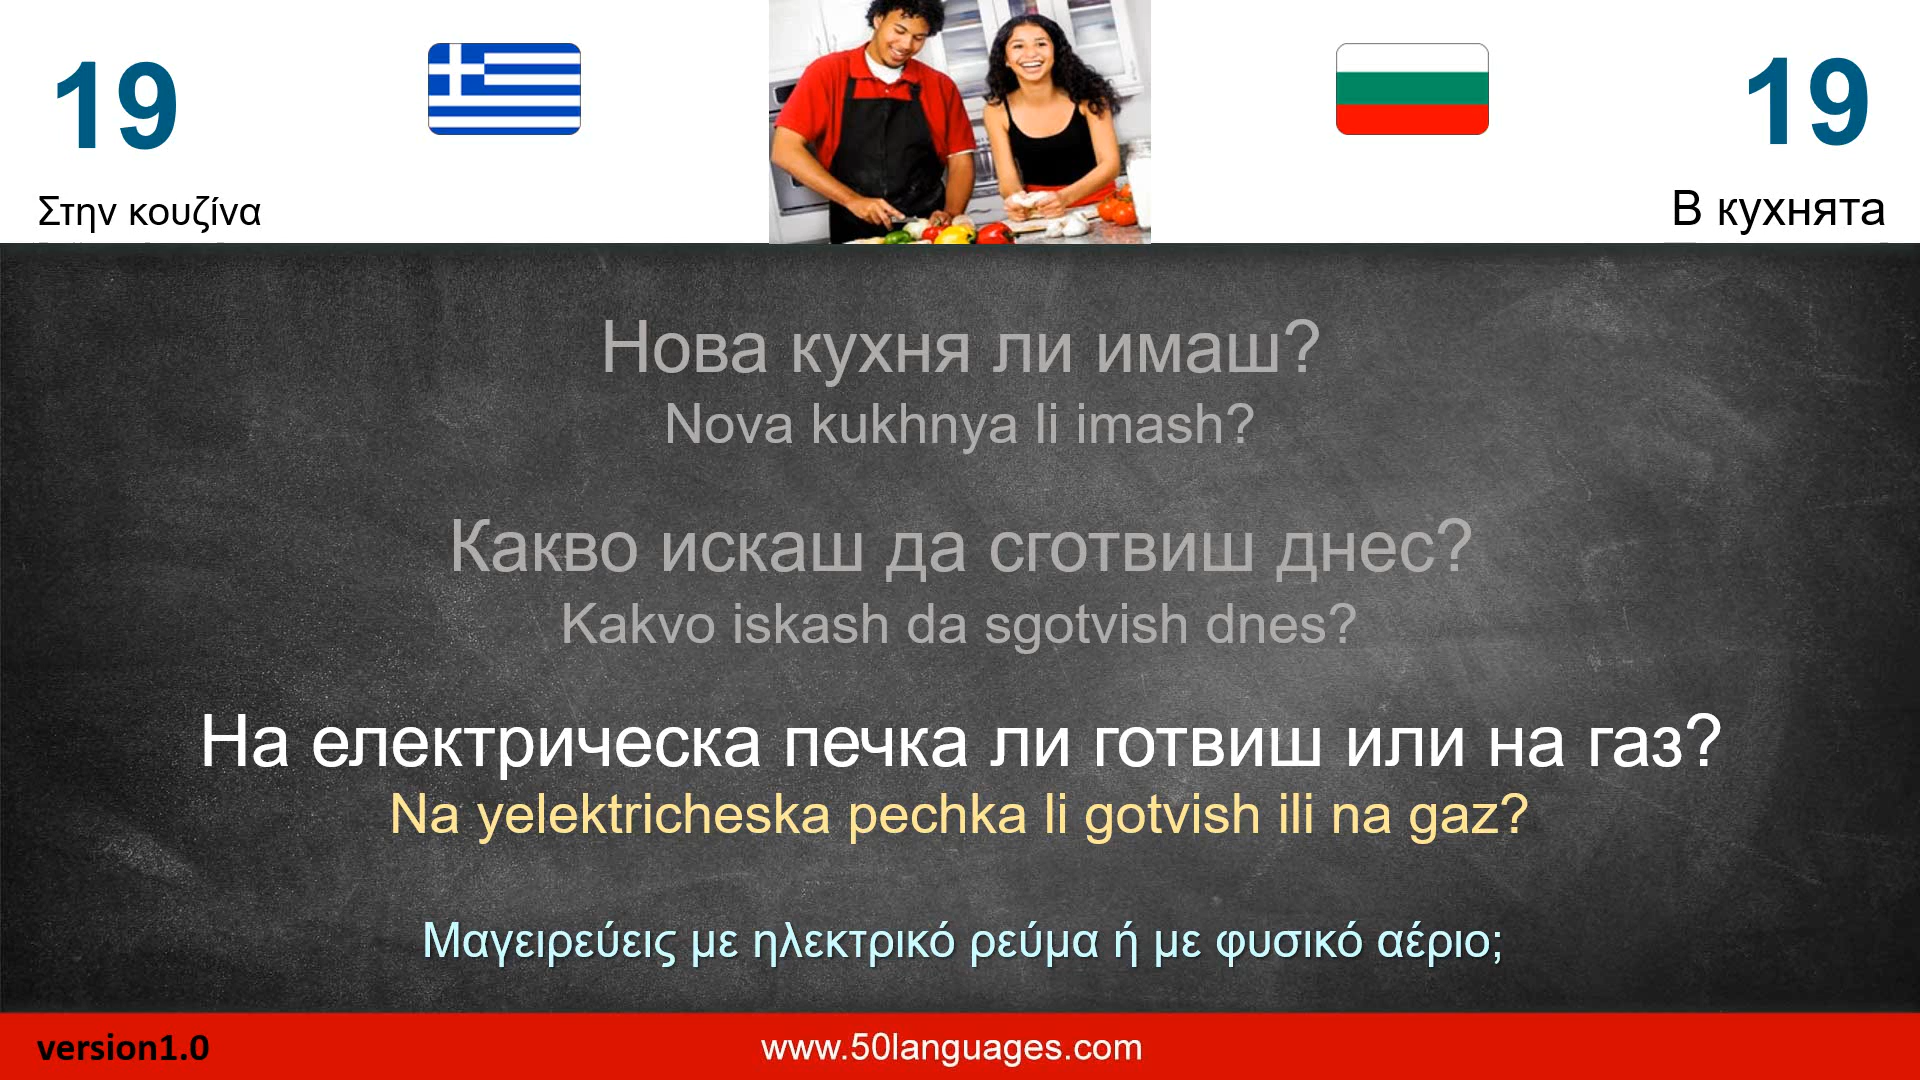 19
19
Στην κουζίνα
В кухнята
Нова кухня ли имаш?
Nova kukhnya li imash?
Какво искаш да сготвиш днес?
Kakvo iskash da sgotvish dnes?
На електрическа печка ли готвиш или на газ?
Na yelektricheska pechka li gotvish ili na gaz?
Μαγειρεύεις με ηλεκτρικό ρεύμα ή με φυσικό αέριο;
version1.0
www.50languages.com